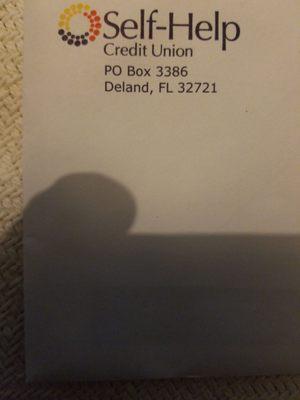 Self-Help
Credit Union
PO Box 3386
Deland, FL 32721